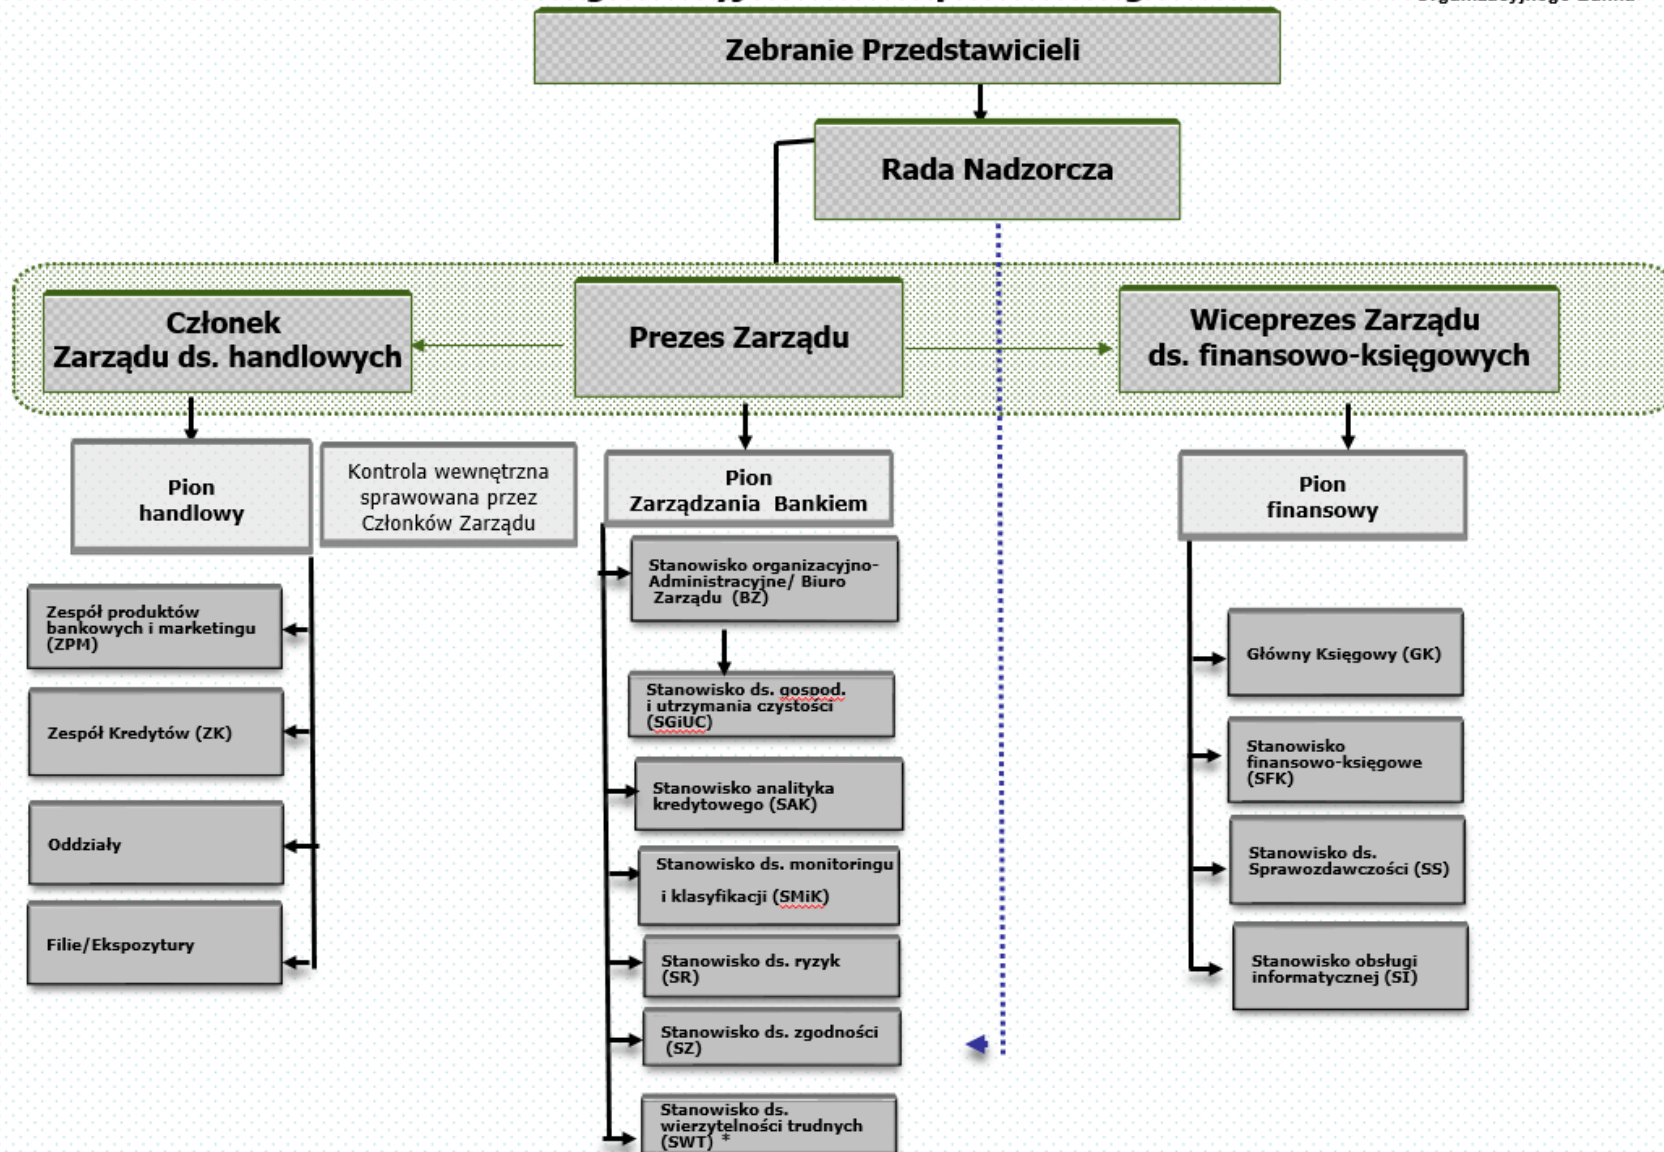 Zebranie Przedstawicieli
Rada Nadzorcza
Członek
Zarządu ds. handlowych
Prezes Zarządu
Wiceprezes Zarządu
ds. finansowo-księgowych
Pion
handlowy
Kontrola wewnętrzna
sprawowana przez
Członków Zarządu
Pion
Zarządzania Bankiem
Pion
finansowy
Zespół produktów
bankowych i marketingu
(ZPM)
Zespół Kredytów (ZK)
Oddziały
Filie/Ekspozytury
Stanowisko organizacyjno-
Administracyjne/ Biuro
Zarządu (BZ)
Stanowisko ds. gospod.
i utrzymania czystości
(SGiUC)
Stanowisko analityka
kredytowego (SAK)
Stanowisko ds. monitoringu
i klasyfikacji (SMiK)
Stanowisko ds. ryzyk
(SR)
Stanowisko ds. zgodności
(SZ)
Stanowisko ds.
wierzytelności trudnych
(SWT) *
Główny Księgowy (GK)
Stanowisko
finansowo-księgowe
(SFK)
Stanowisko ds.
Sprawozdawczości (SS)
Stanowisko obsługi
informatycznej (SI)